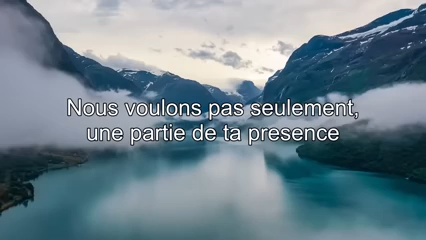 Nous voulons pas seulement,
une partie de ta presence